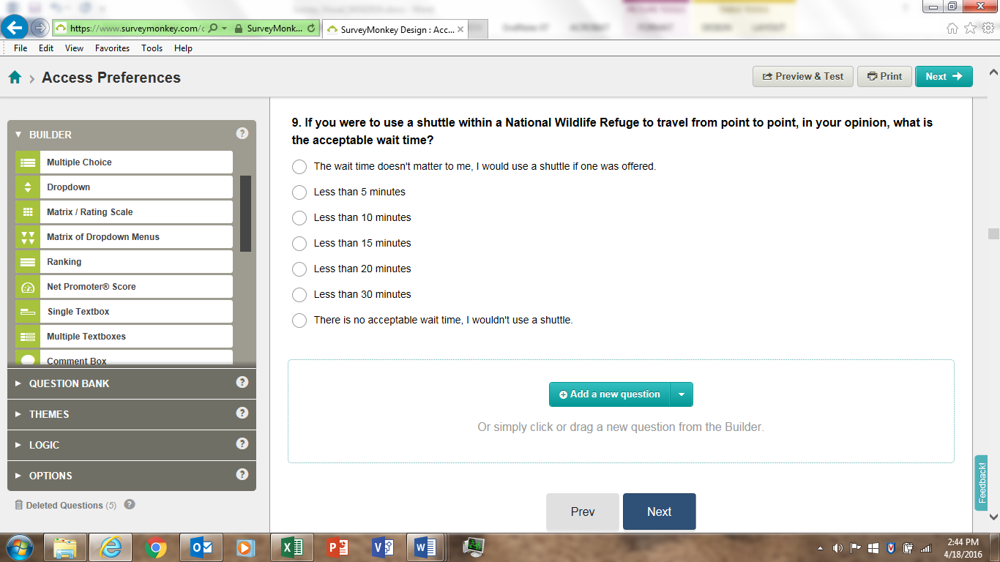 https://www.surveymonkey.com/c
SurveyMonk...
SurveyMonkey Design : Acc...
File Edit View Favorites Tools Help
Access Preferences
Preview & Test
Print
Next
BUILDER
Multiple Choice
Dropdown
Matrix / Rating Scale
Matrix of Dropdown Menus
Ranking
Net Promoter® Score
Single Textbox
Multiple Textboxes
Comment Box
QUESTION BANK
THEMES
LOGIC
OPTIONS
Deleted Questions (5)
9. If you were to use a shuttle within a National Wildlife Refuge to travel from point to point, in your opinion, what is
the acceptable wait time?
The wait time doesn't matter to me, I would use a shuttle if one was offered.
Less than 5 minutes
Less than 10 minutes
Less than 15 minutes
Less than 20 minutes
Less than 30 minutes
There is no acceptable wait time, I wouldn't use a shuttle.
Add a new question
Or simply click or drag a new question from the Builder.
Prev
Next
Feedback!
2:44 PM
4/18/2016